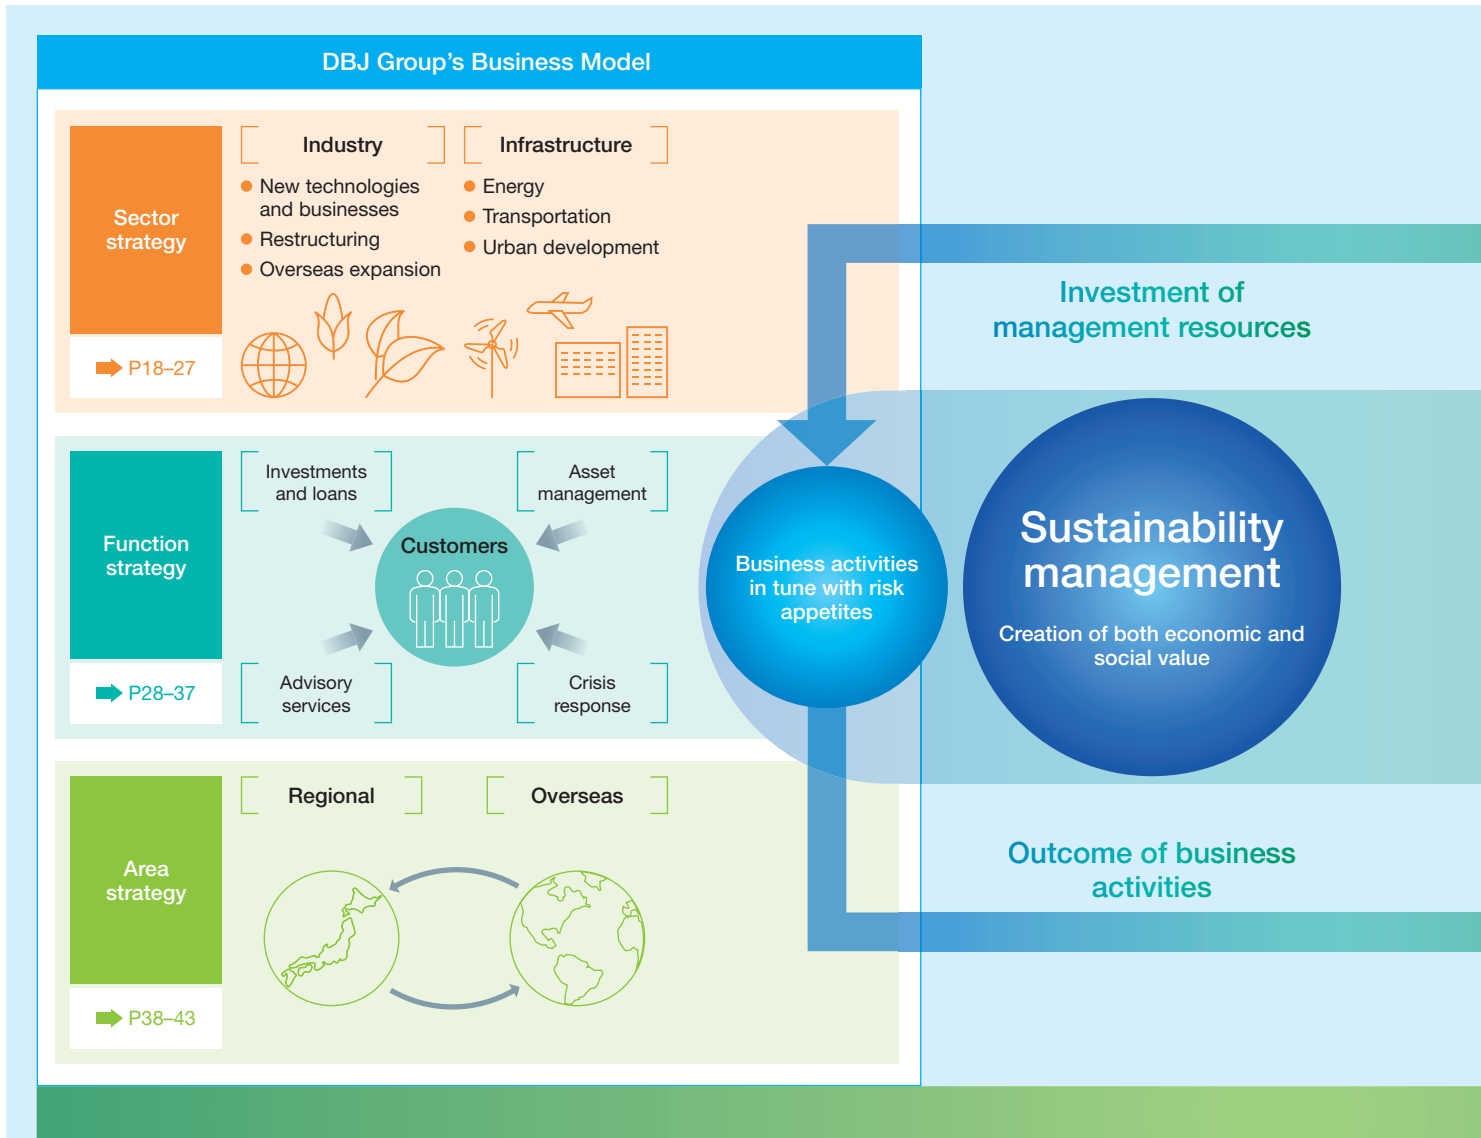 DBJ Group's Business Model
Sector
strategy
P18–27
Industry
New technologies
and businesses
Restructuring
Overseas expansion
Infrastructure
Energy
Transportation
Urban development
Function
strategy
P28–37
Investments
and loans
Asset
management
Customers
Advisory
services
Crisis
response
Area
strategy
P38–43
Regional
Overseas
Investment of
management resources
Business activities
in tune with risk
appetites
Sustainability
management
Creation of both economic and
social value
Outcome of business
activities